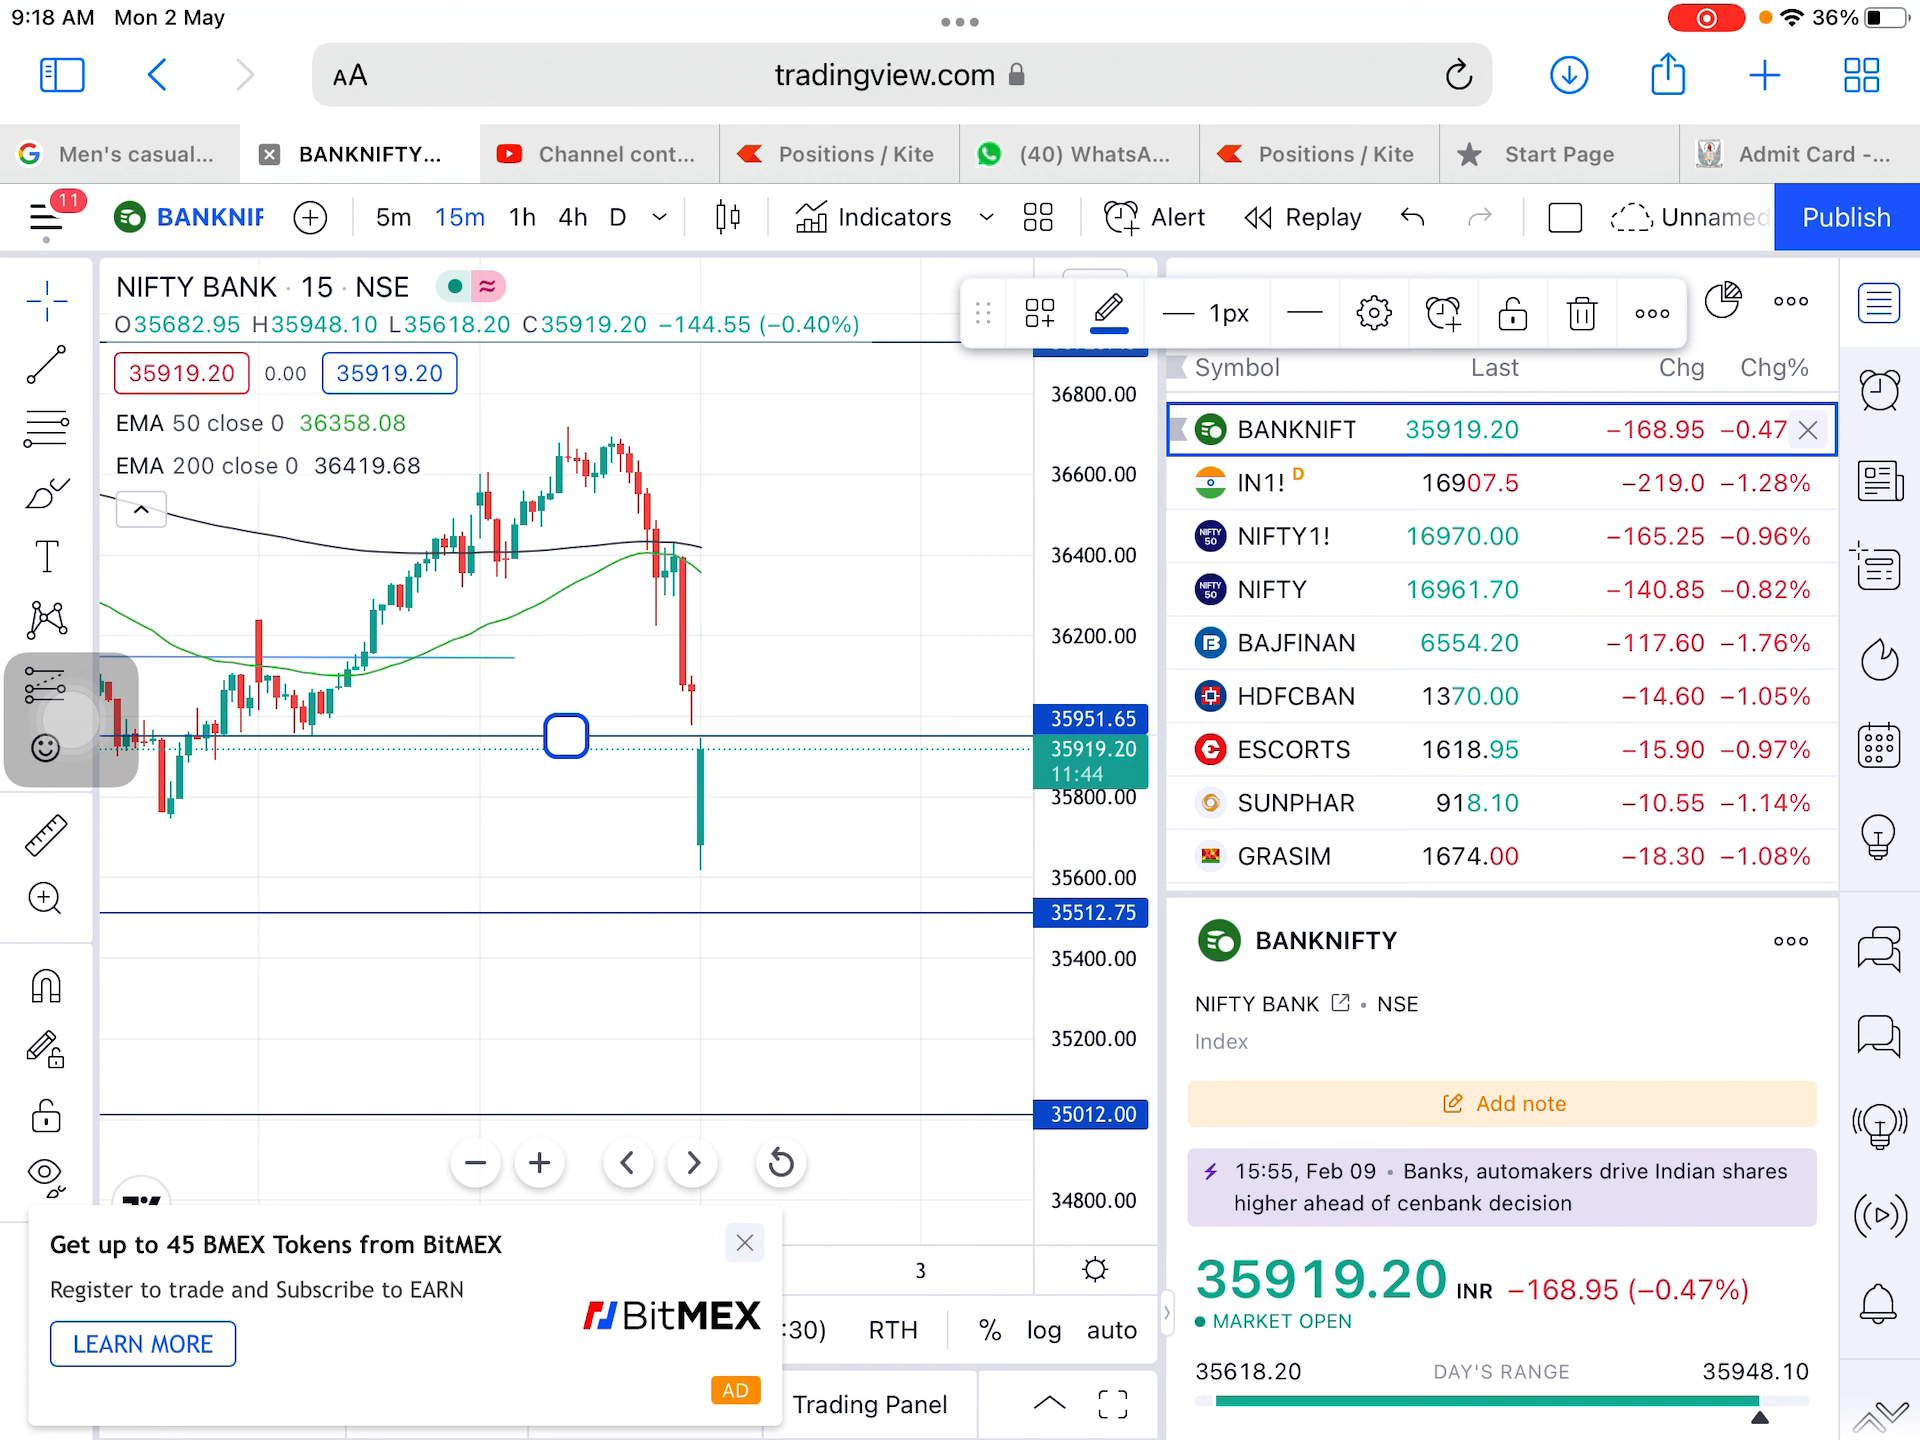 9:18 AM Mon 2 May
36%
AA
tradingview.com
Men's casual...
BANKNIFTY...
Channel cont...
Positions / Kite
(40) WhatsA...
Positions / Kite
Start Page
Admit Card -...
11
BANKNIF
5m 15m 1h 4h D
Indicators
Alert
Replay
Unnamed
Publish
NIFTY BANK · 15 · NSE
O35682.95 H35948.10 L35618.20 C35919.20 −144.55 (−0.40%)
35919.20 0.00 35919.20
EMA 50 close 0 36358.08
EMA 200 close 0 36419.68
1px
36800.00
36600.00
36400.00
36200.00
35951.65
35919.20
11:44
35800.00
35600.00
35512.75
35400.00
35200.00
35012.00
34800.00
3
:30) RTH % log auto
Trading Panel
Get up to 45 BMEX Tokens from BitMEX
Register to trade and Subscribe to EARN
LEARN MORE
BitMEX
AD
Symbol Last Chg Chg%
BANKNIFT 35919.20 −168.95 −0.47
IN1! D 16907.5 −219.0 −1.28%
NIFTY 50 NIFTY1! 16970.00 −165.25 −0.96%
NIFTY 50 NIFTY 16961.70 −140.85 −0.82%
BAJFINAN 6554.20 −117.60 −1.76%
HDFCBAN 1370.00 −14.60 −1.05%
ESCORTS 1618.95 −15.90 −0.97%
SUNPHAR 918.10 −10.55 −1.14%
GRASIM 1674.00 −18.30 −1.08%
BANKNIFTY
NIFTY BANK • NSE
Index
Add note
15:55, Feb 09 • Banks, automakers drive Indian shares
higher ahead of cenbank decision
35919.20 INR −168.95 (−0.47%)
MARKET OPEN
35618.20 DAY'S RANGE 35948.10